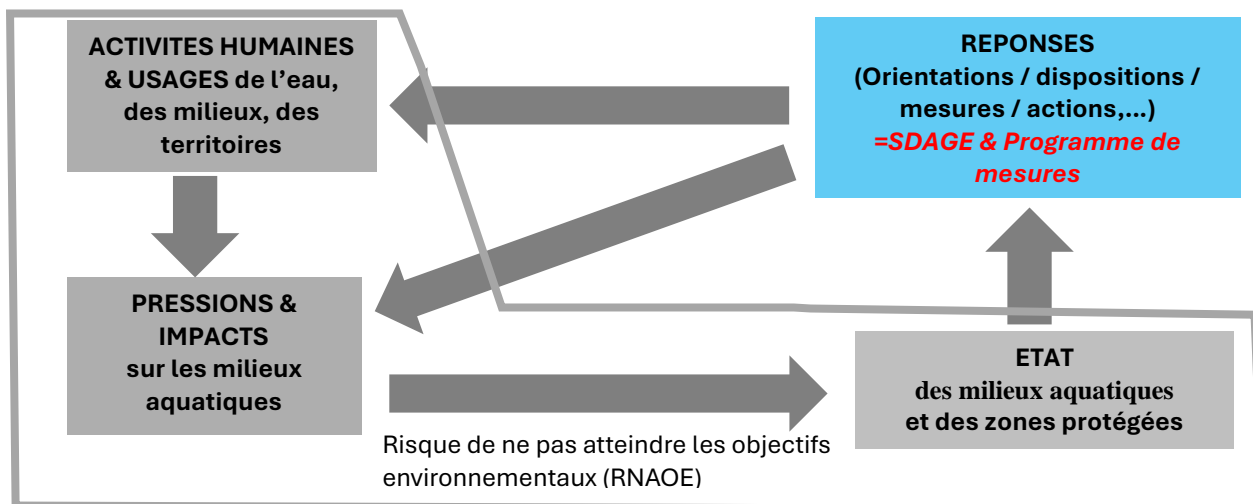 ACTIVITES HUMAINES
& USAGES de l’eau,
des milieux, des
territoires
REPONSES
(Orientations / dispositions /
mesures / actions,…)
=SDAGE & Programme de
mesures
PRESSIONS &
IMPACTS
sur les milieux
aquatiques
ETAT
des milieux aquatiques
et des zones protégées
Risque de ne pas atteindre les objectifs
environnementaux (RNAOE)